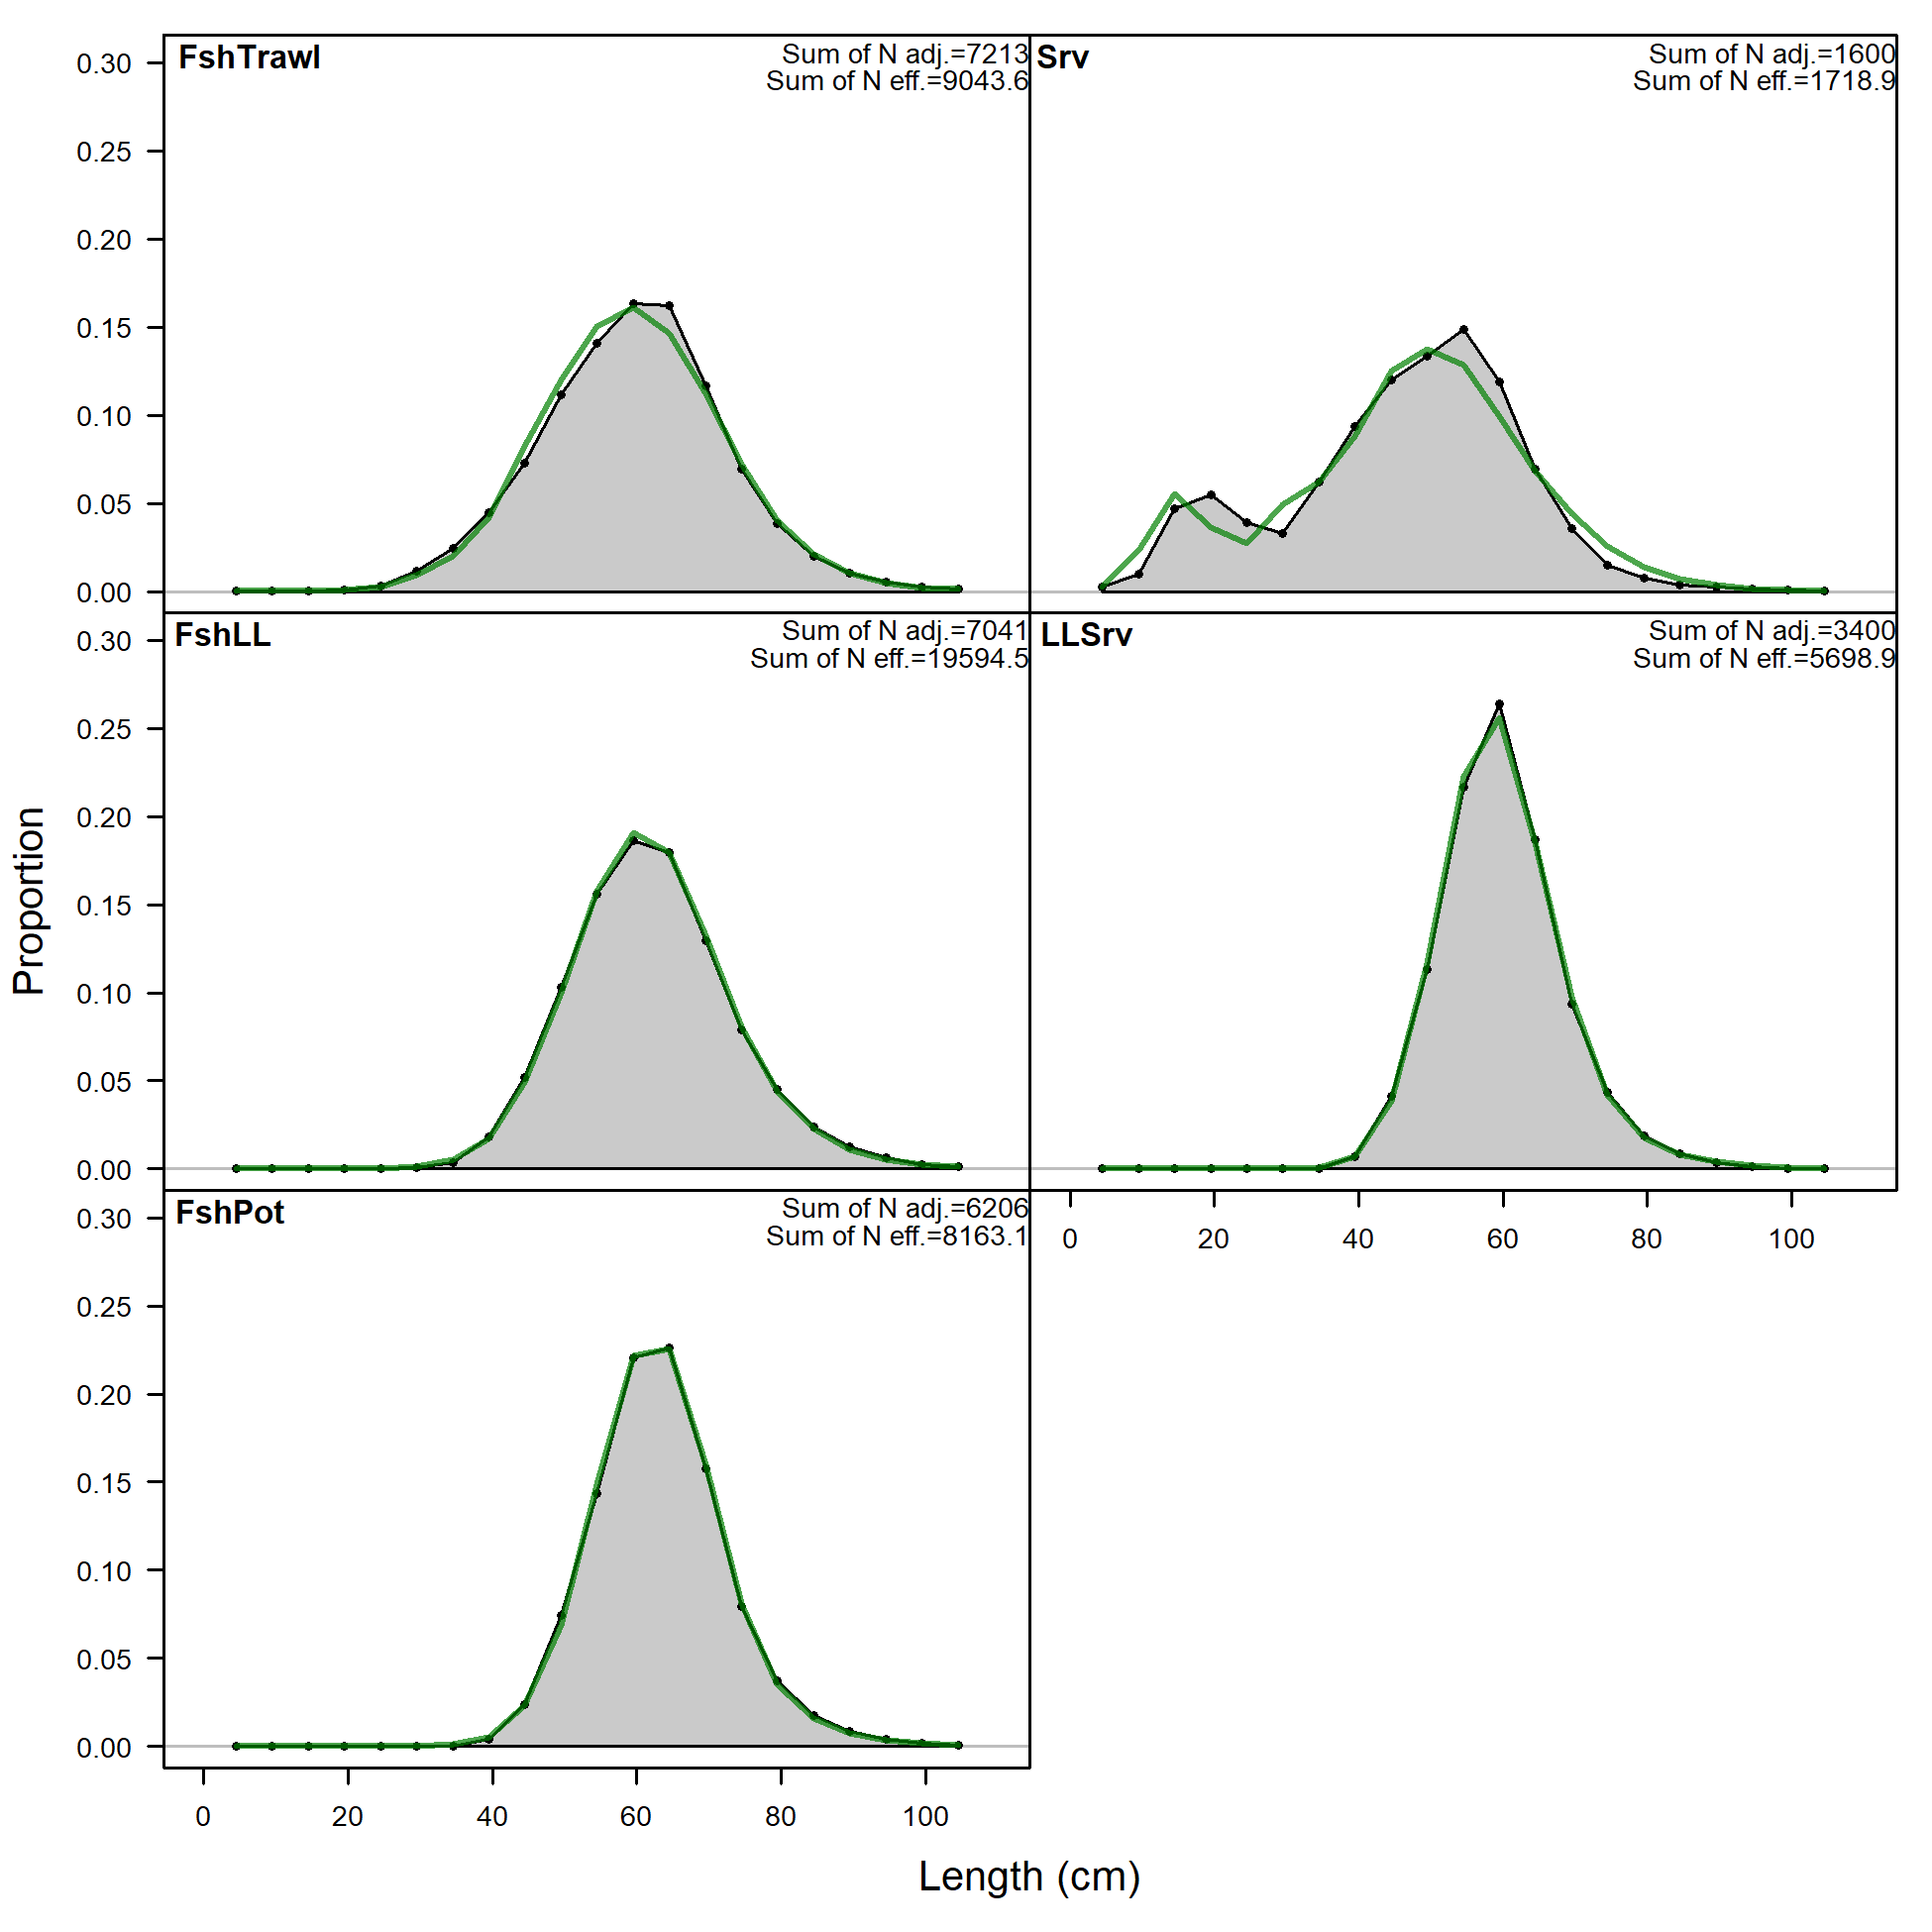 FshTrawl
Sum of N adj.=7213
Sum of N eff.=9043.6
0.30
0.25
0.20
0.15
0.10
0.05
0.00
Srv
Sum of N adj.=1600
Sum of N eff.=1718.9
FshLL
Sum of N adj.=7041
Sum of N eff.=19594.5
0.30
0.25
0.20
0.15
0.10
0.05
0.00
LLSrv
Sum of N adj.=3400
Sum of N eff.=5698.9
0 20 40 60 80 100
FshPot
Sum of N adj.=6206
Sum of N eff.=8163.1
0.30
0.25
0.20
0.15
0.10
0.05
0.00
0 20 40 60 80 100
Proportion
Length (cm)